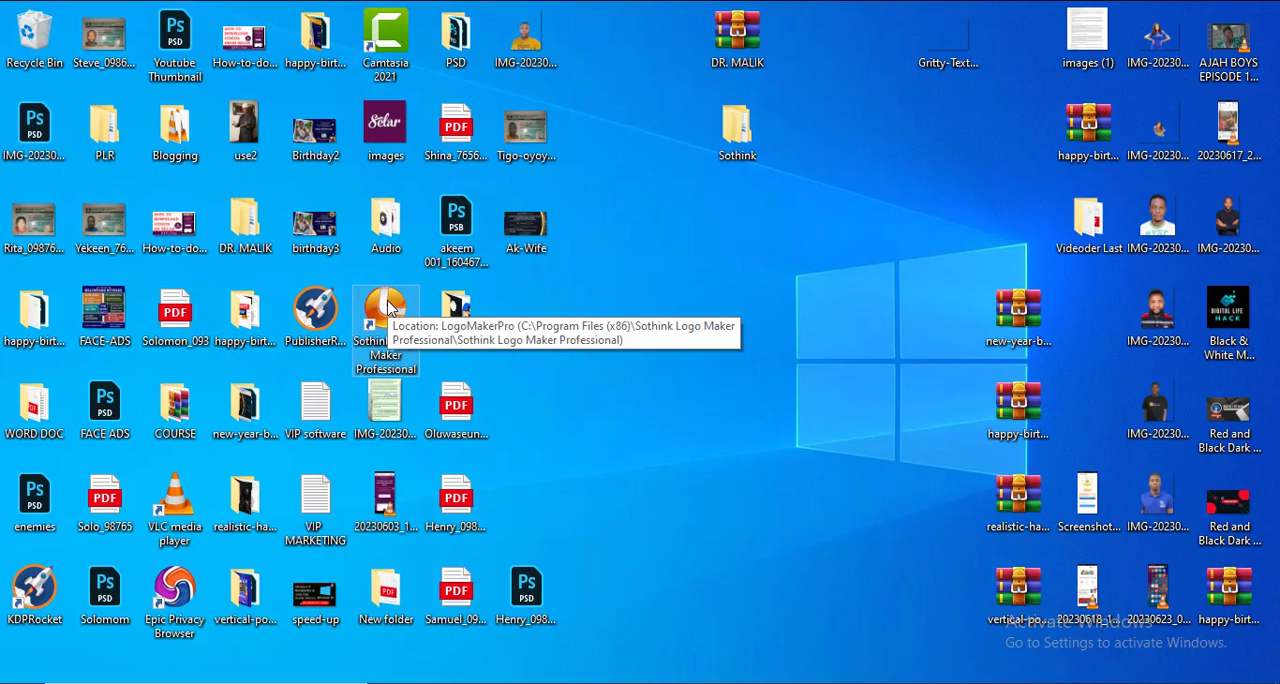 Recycle Bin
Steve_0986...
Youtube
Thumbnail
How-to-do...
happy-birt...
Camtasia
2021
PSD
IMG-20230...
DR. MALIK
Gritty-Text...
images (1)
IMG-20230...
AJAH BOYS
EPISODE 1...
IMG-20230...
PLR
Blogging
use2
Birthday2
images
Shina_7656...
Tigo-oyoy...
Sothink
happy-birt...
IMG-20230...
20230617_2...
Rita_09876...
Yekeen_76...
How-to-do...
DR. MALIK
birthday3
Audio
akeem
001_160467...
Ak-Wife
Videoder Last
IMG-20230...
IMG-20230...
happy-birt...
FACE-ADS
Solomon_093
happy-birt...
PublisherR...
Maker
Professional
Location: LogoMakerPro (C:\Program Files (x86)\Sothink Logo Maker
Professional\Sothink Logo Maker Professional)
new-year-b...
IMG-20230...
Black &
White M...
WORD DOC
FACE ADS
COURSE
new-year-b...
VIP software
IMG-20230...
Oluwaseun...
happy-birt...
IMG-20230...
Red and
Black Dark ...
enemies
Solo_98765
VLC media
player
realistic-ha...
VIP
MARKETING
20230603_1...
Henry_098...
realistic-ha...
Screenshot...
IMG-20230...
Red and
Black Dark ...
KDPRocket
Solomom
Epic Privacy
Browser
vertical-po...
speed-up
New folder
Samuel_09...
Henry_098...
vertical-po...
20230618_1...
20230623_0...
happy-birt...
Activate Windows
Go to Settings to activate Windows.